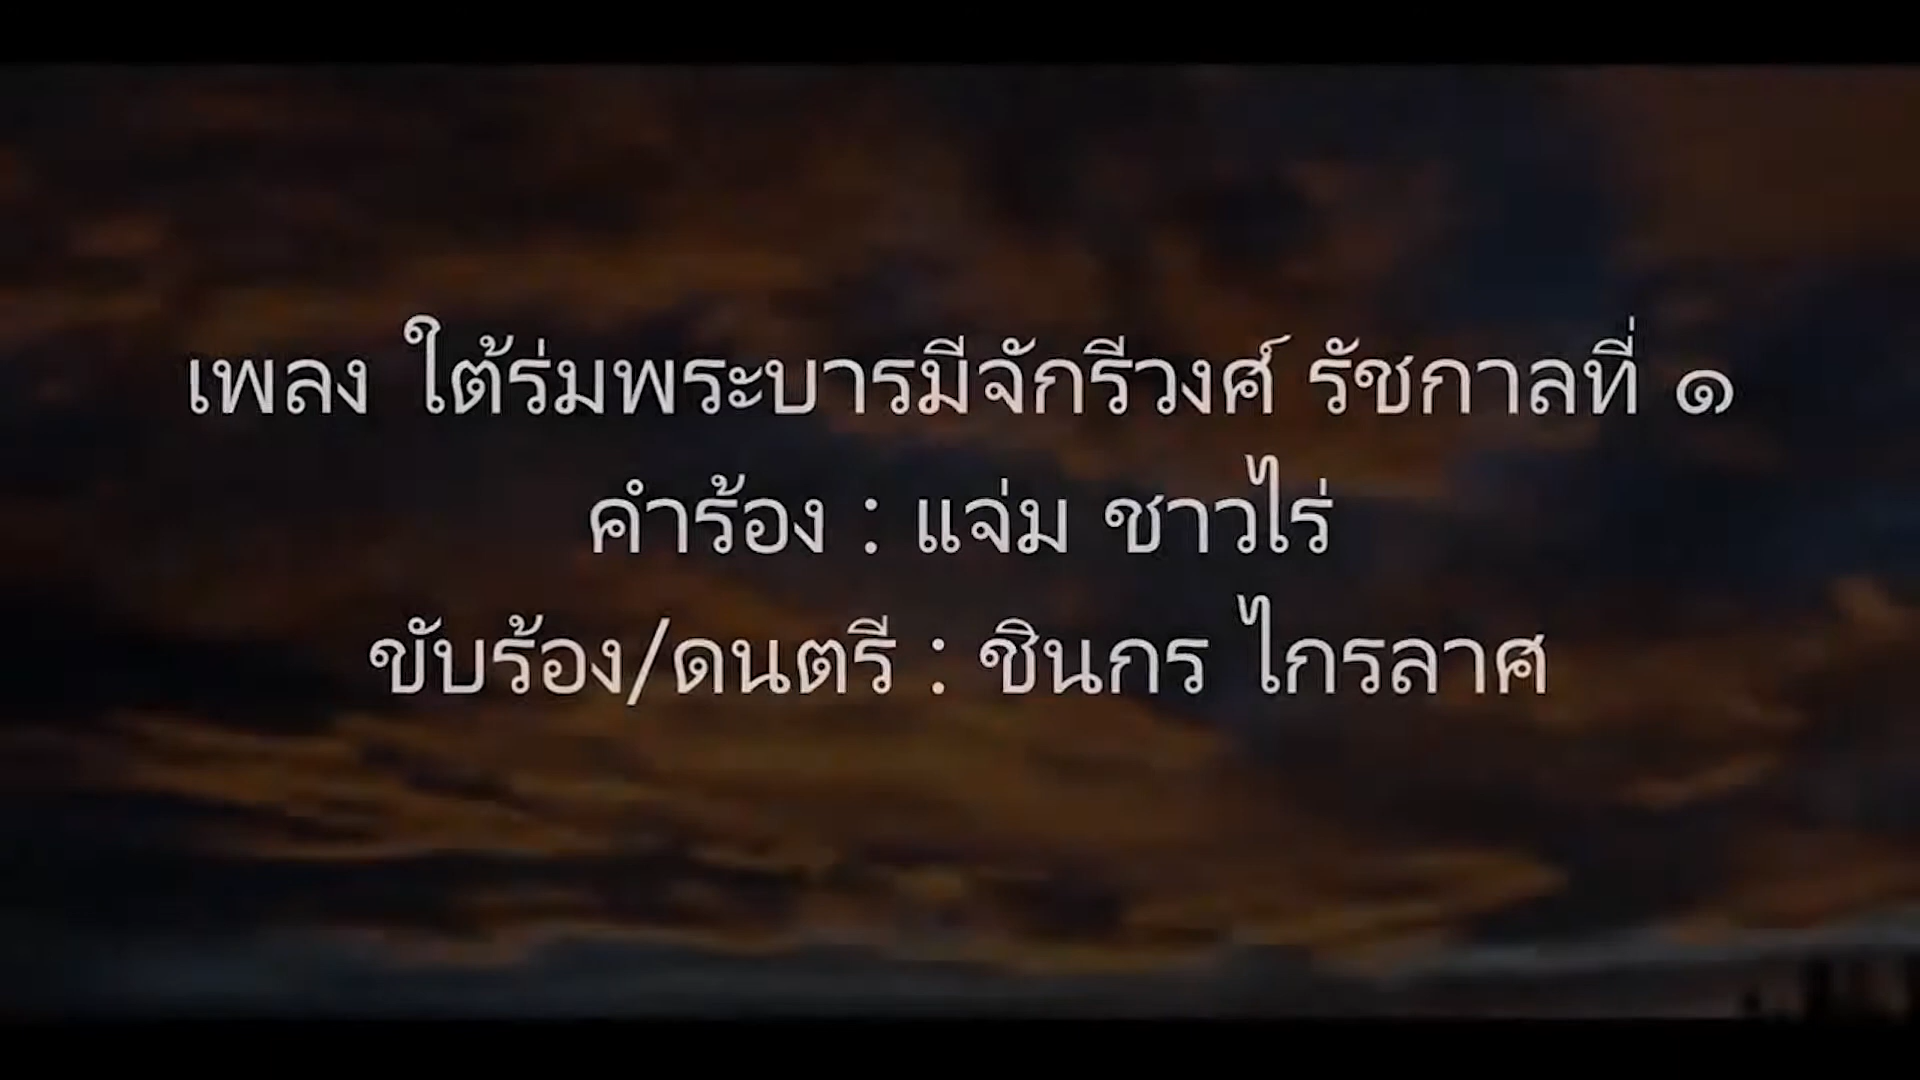 เพลง ใต้ร่มพระบารมีจักรีวงศ์ รัชกาลที่ ๑
คำร้อง : แจ่ม ชาวไร่
ขับร้อง/ดนตรี : ชินกร ไกรลาศ